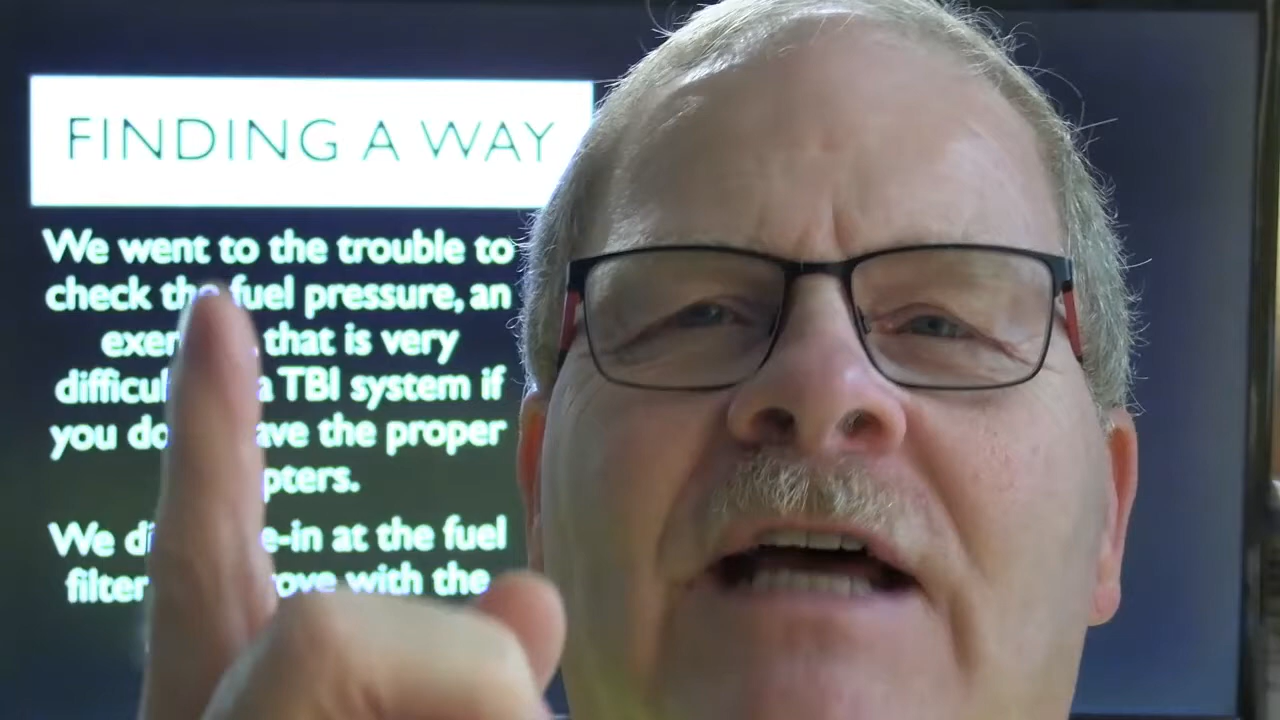 FINDING A WAY
We went to the trouble to
check the fuel pressure, an
that is very
a TBI system if
you do have the proper
We at the fuel
filter with the